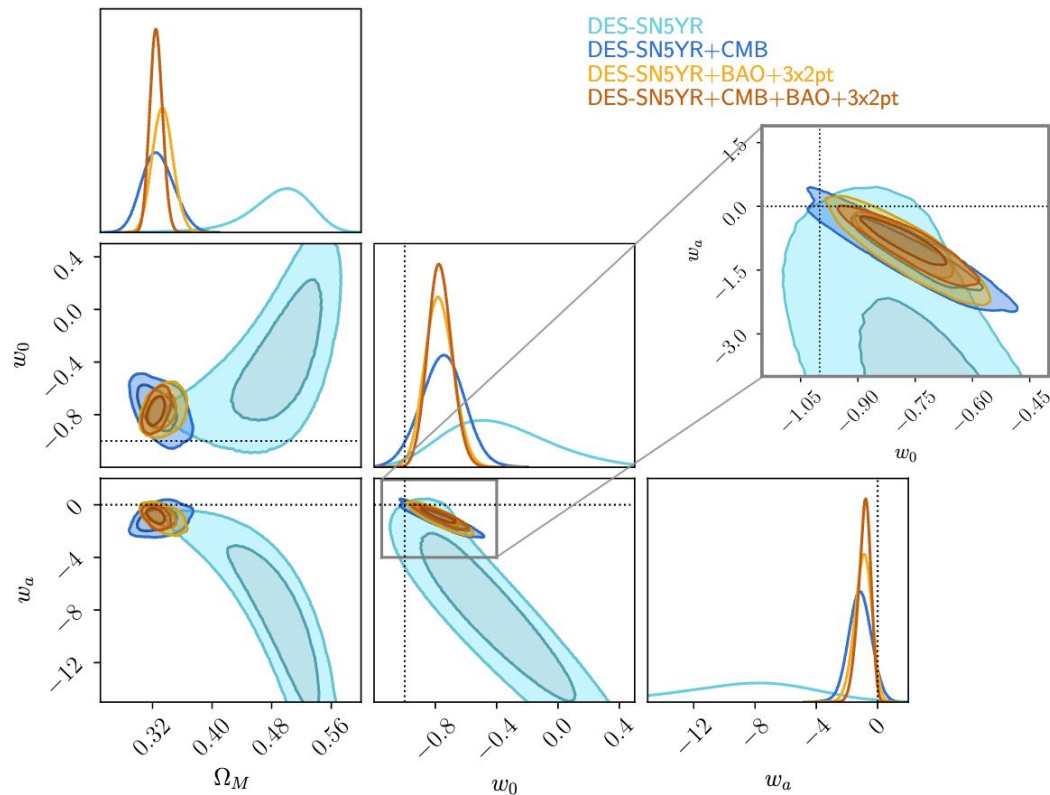 DES-SN5YR
DES-SN5YR+CMB
DES-SN5YR+BAO+3x2pt
DES-SN5YR+CMB+BAO+3x2pt
1.5
0.0
−1.5
−3.0
w_a
−1.05
−0.90
−0.75
−0.60
−0.45
w_0
0.4
0.0
−0.4
−0.8
w_0
0
−4
−8
−12
w_a
0.32
0.40
0.48
0.56
Ω_M
−0.8
−0.4
0.0
0.4
w_0
−12
−8
−4
0
w_a